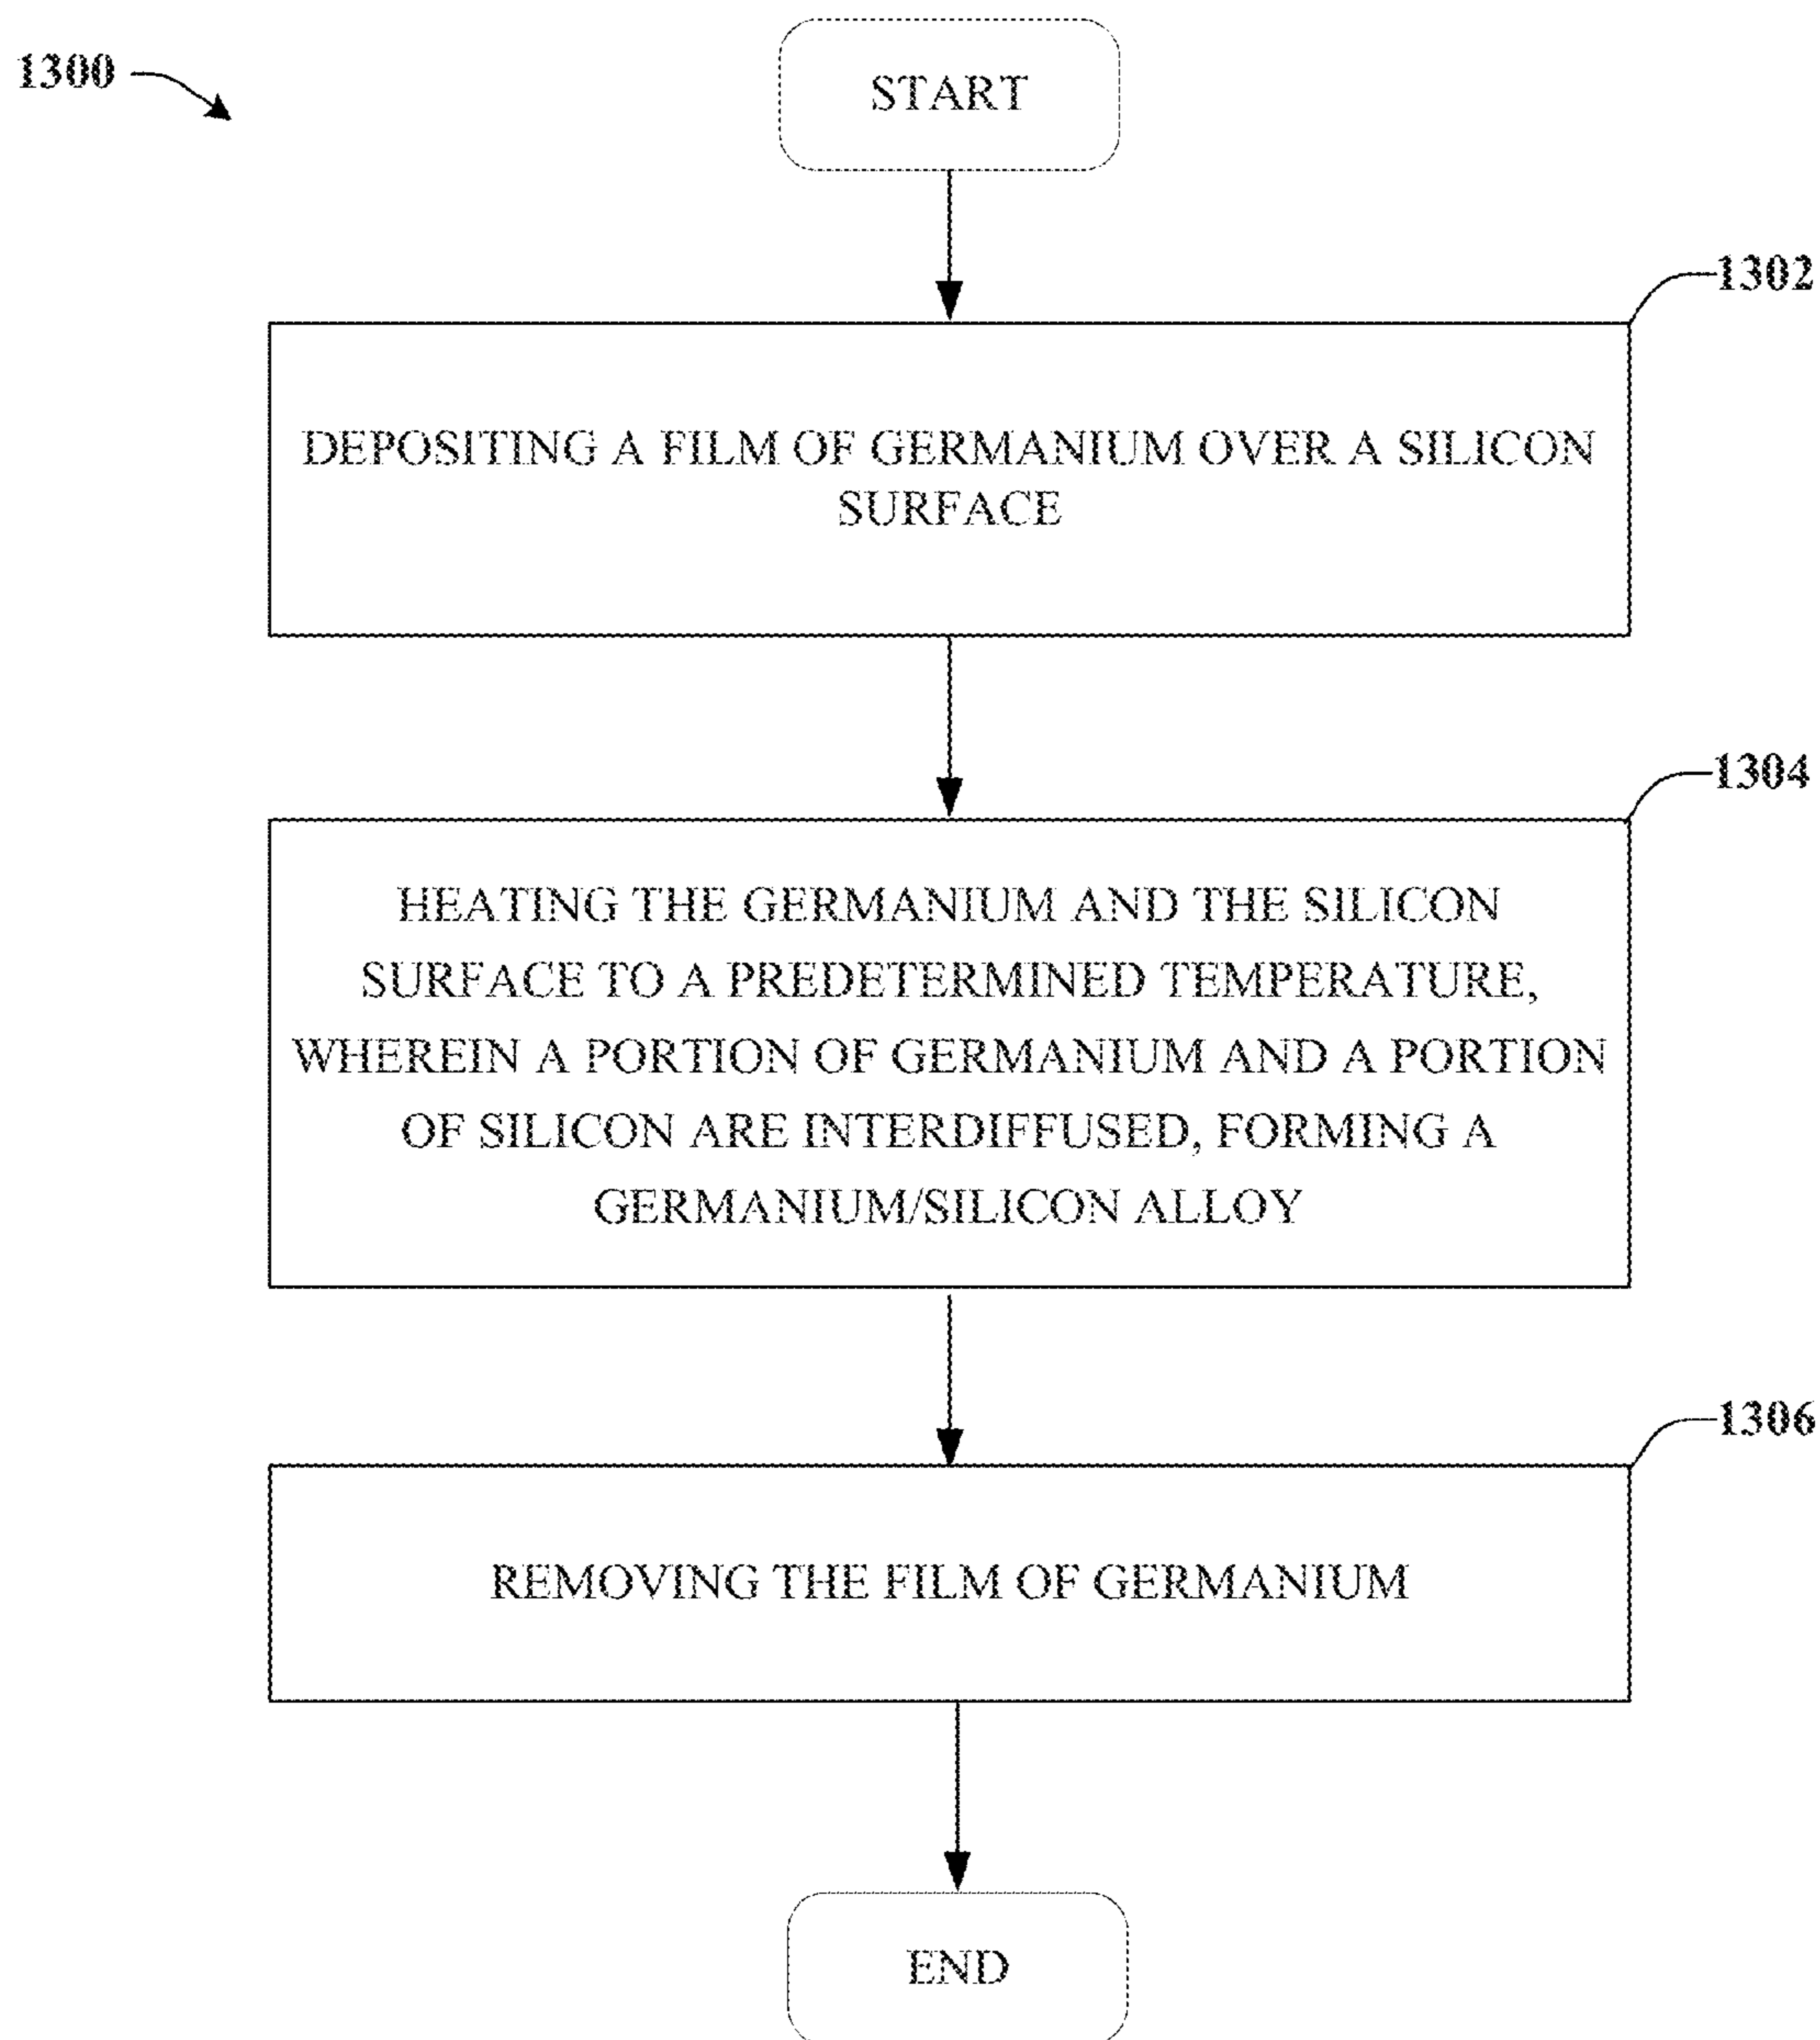 1300
START
1302
DEPOSITING A FILM OF GERMANIUM OVER A SILICON
SURFACE
1304
HEATING THE GERMANIUM AND THE SILICON
SURFACE TO A PREDETERMINED TEMPERATURE,
WHEREIN A PORTION OF GERMANIUM AND A PORTION
OF SILICON ARE INTERDIFFUSED, FORMING A
GERMANIUM/SILICON ALLOY
1306
REMOVING THE FILM OF GERMANIUM
END